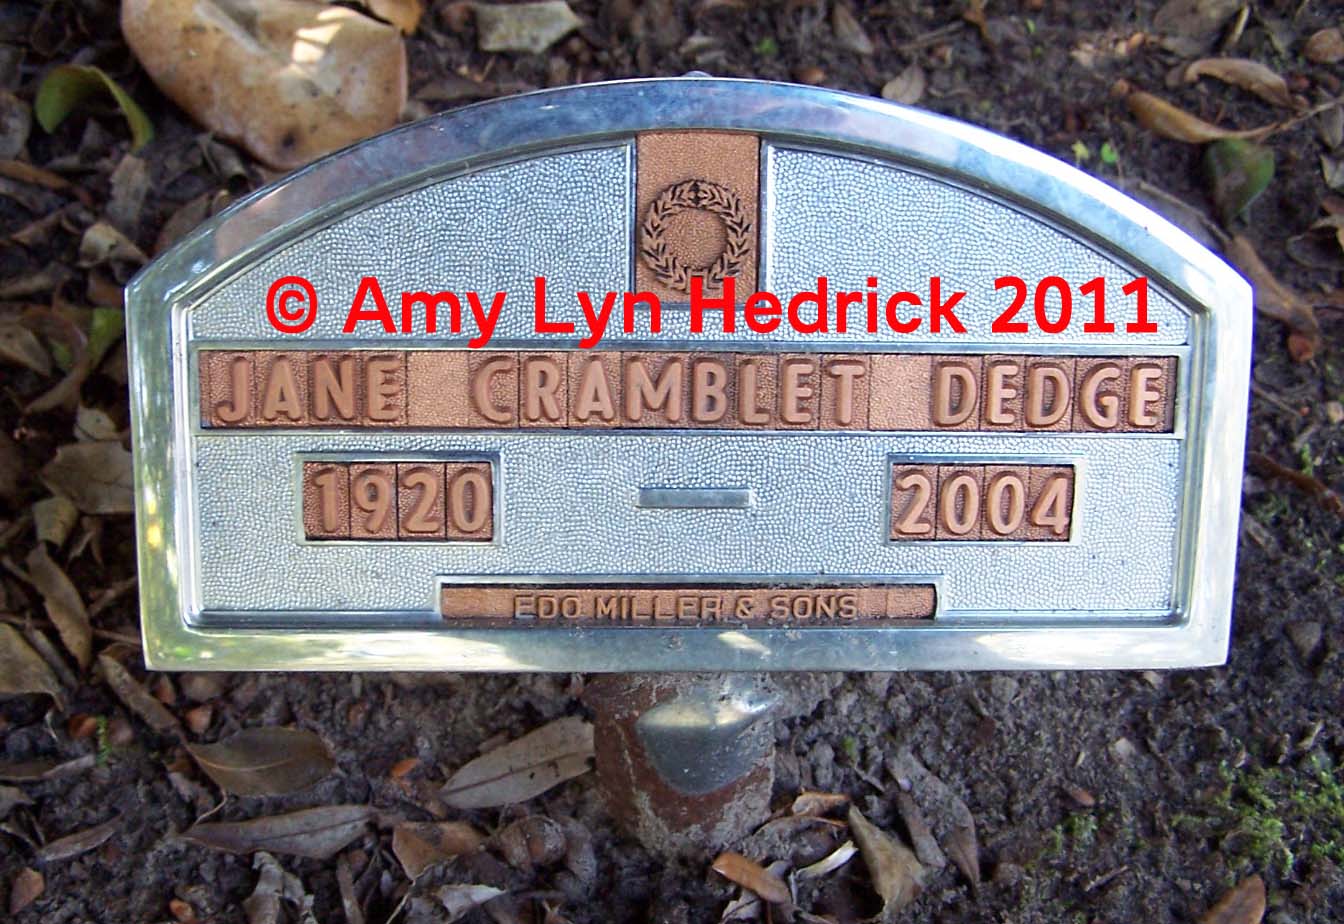 © Amy Lyn Hedrick 2011
JANE CRAMBLET DEDGE
1920 — 2004
EDO MILLER & SONS